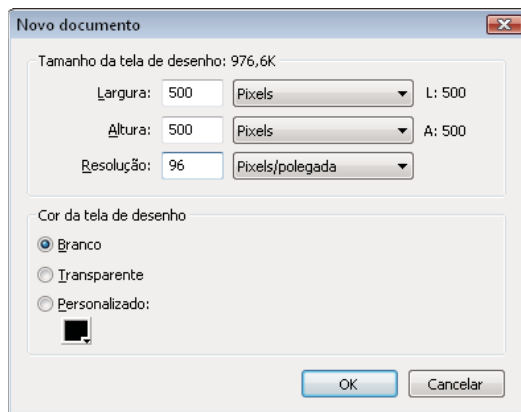 Novo documento
Tamanho da tela de desenho: 976,6K
Largura: 500 Pixels L: 500
Altura: 500 Pixels A: 500
Resolução: 96 Pixels/polegada
Cor da tela de desenho
Branco
Transparente
Personalizado:
OK Cancelar